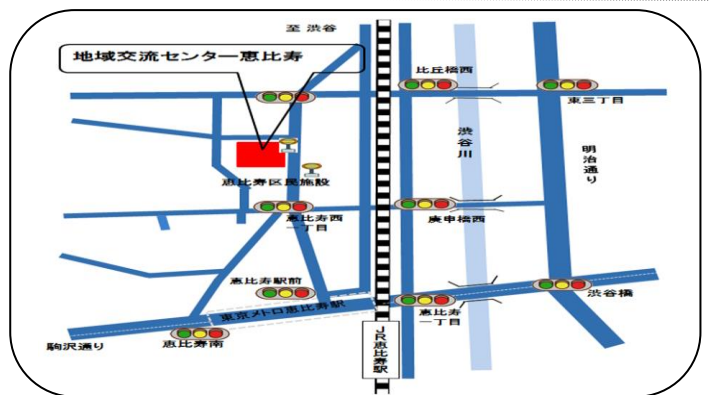 至 渋谷
地域交流センター恵比寿
比丘橋西
東三丁目
渋谷川
明治通り
恵比寿区民施設
恵比寿西
一丁目
庚申橋西
恵比寿駅前
渋谷橋
東京メトロ恵比寿駅
恵比寿
一丁目
駒沢通り
恵比寿南
JR恵比寿駅